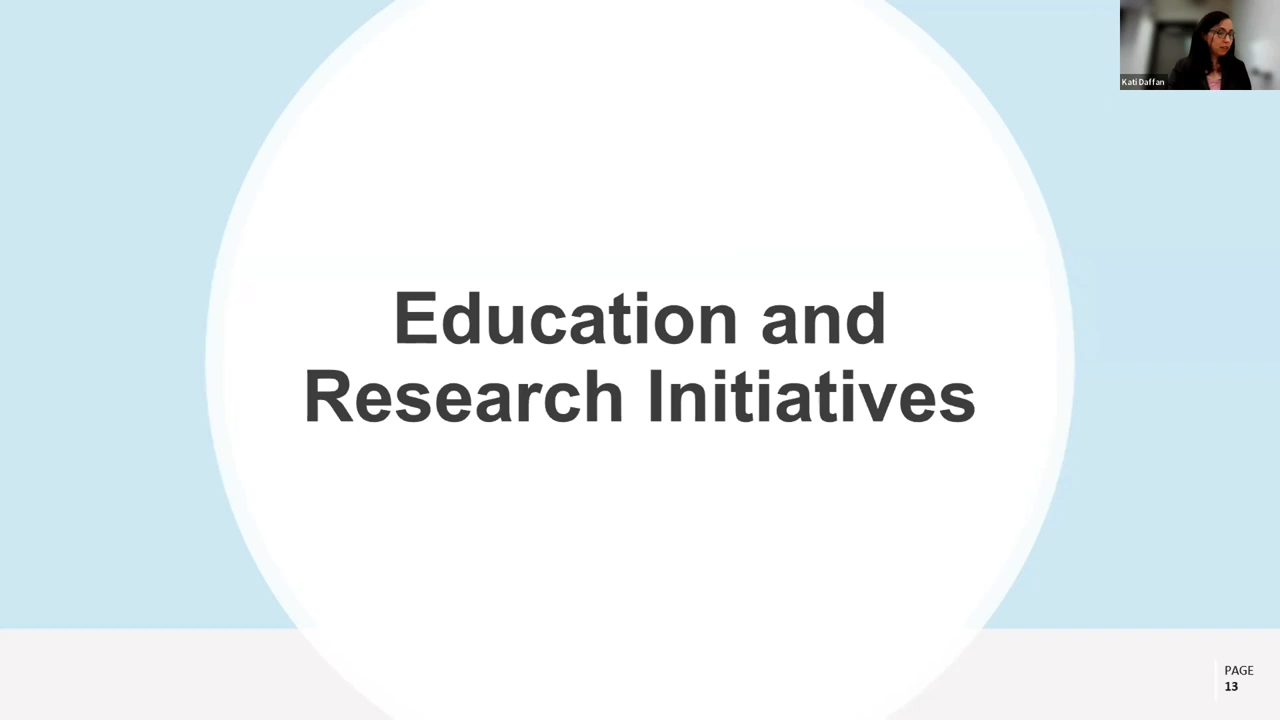 Kati Daffan
Education and
Research Initiatives
PAGE
13